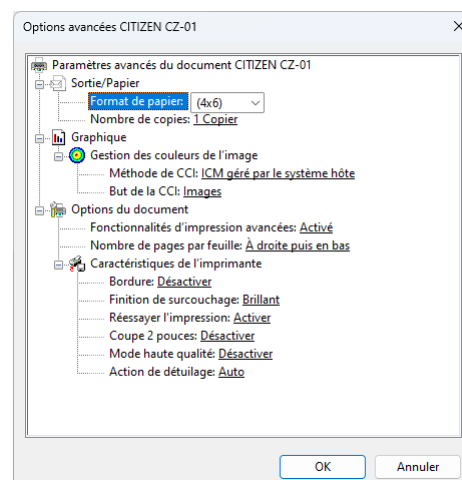 Options avancées CITIZEN CZ-01
Paramètres avancés du document CITIZEN CZ-01
Sortie/Papier
Format de papier: (4x6)
Nombre de copies: 1 Copier
Graphique
Gestion des couleurs de l'image
Méthode de CCI: ICM géré par le système hôte
But de la CCI: Images
Options du document
Fonctionnalités d'impression avancées: Activé
Nombre de pages par feuille: À droite puis en bas
Caractéristiques de l'imprimante
Bordure: Désactiver
Finition de surcouchage: Brillant
Réessayer l'impression: Activer
Coupe 2 pouces: Désactiver
Mode haute qualité: Désactiver
Action de détuilage: Auto
OK Annuler